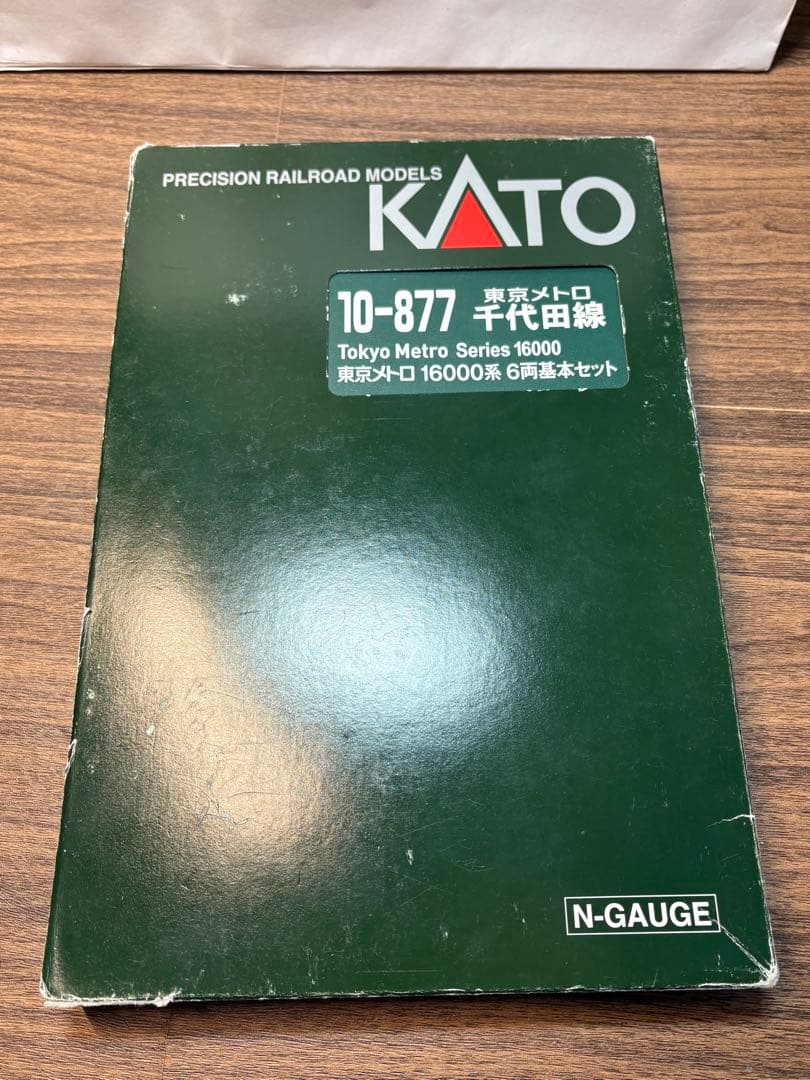 PRECISION RAILROAD MODELS
KATO
10-877 東京メトロ 千代田線
Tokyo Metro Series 16000
東京メトロ 16000系 6両基本セット
N-GAUGE